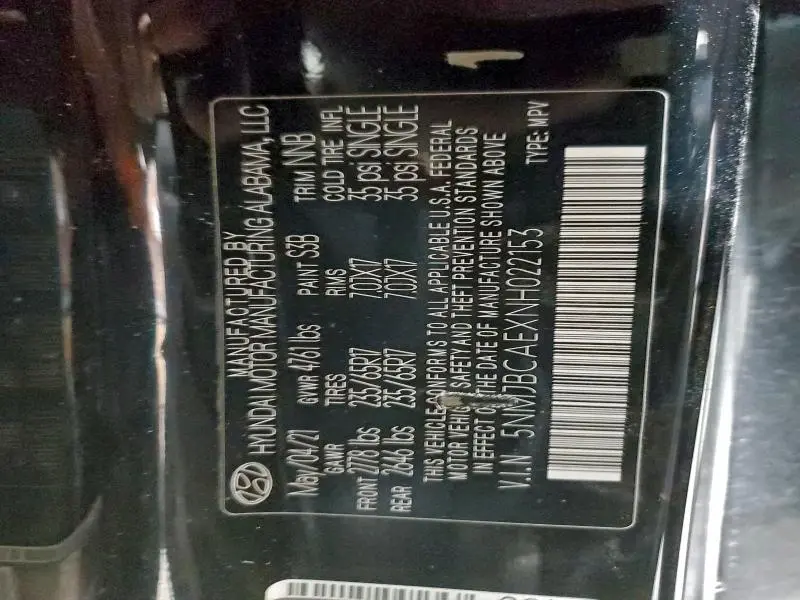 MANUFACTURED BY
HYUNDAI MOTOR MANUFACTURING ALABAMA, LLC
May/04/21 GVWR 4761 lbs PAINT S3B TRIM NNB
GAWR TIRES RIMS COLD TIRE INFL
FRONT 2778 lbs 235/65R17 7.0JX17 35 psi SINGLE
REAR 2646 lbs 235/65R17 7.0JX17 35 psi SINGLE
THIS VEHICLE CONFORMS TO ALL APPLICABLE U.S.A. FEDERAL
MOTOR VEHICLE SAFETY AND THEFT PREVENTION STANDARDS
IN EFFECT ON THE DATE OF MANUFACTURE SHOWN ABOVE
V.I.N 5NMJBCAEXNH022153 TYPE: MPV